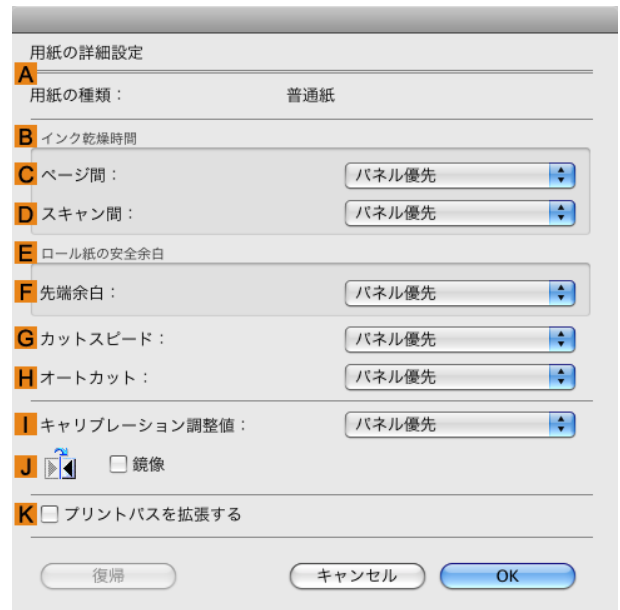 用紙の詳細設定
A
用紙の種類： 普通紙
B インク乾燥時間
C ページ間： パネル優先
D スキャン間： パネル優先
E ロール紙の安全余白
F 先端余白： パネル優先
G カットスピード： パネル優先
H オートカット： パネル優先
I キャリブレーション調整値： パネル優先
J 鏡像
K プリントパスを拡張する
復帰 キャンセル OK